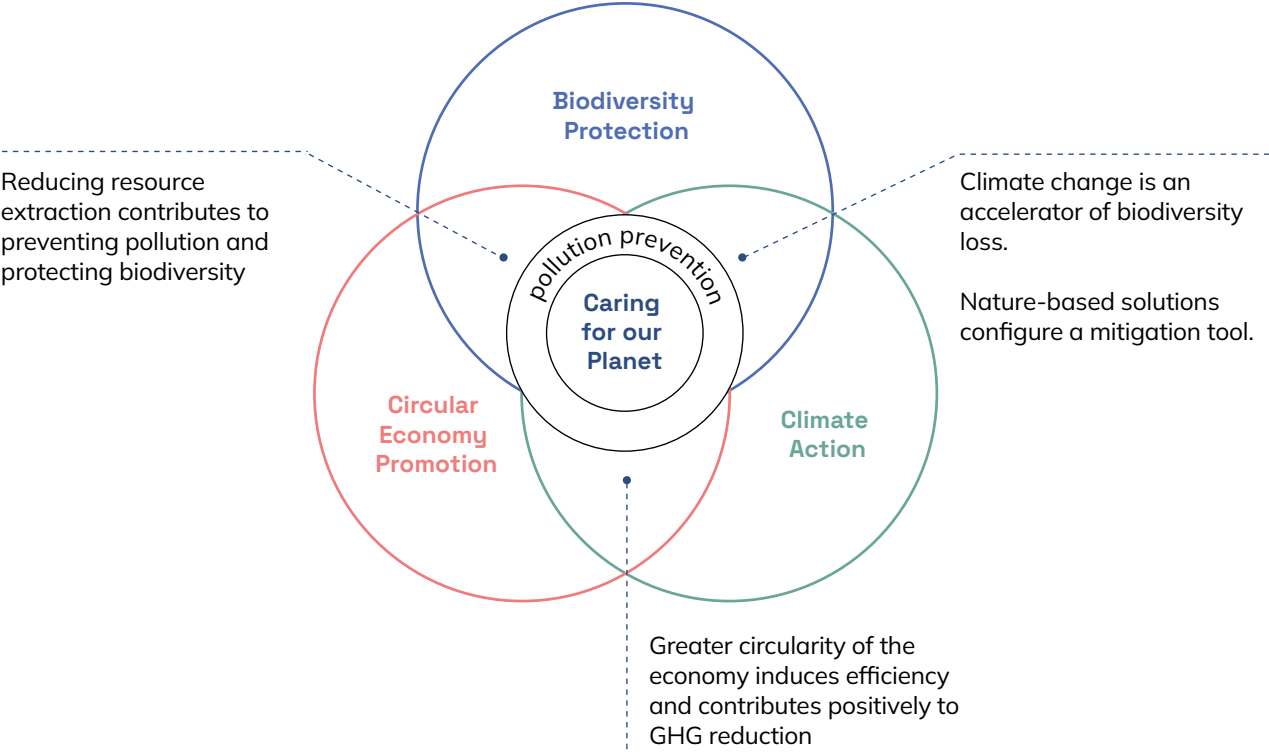 Biodiversity
Protection
Reducing resource
extraction contributes to
preventing pollution and
protecting biodiversity
Climate change is an
accelerator of biodiversity
loss.
Nature-based solutions
configure a mitigation tool.
pollution prevention
Caring
for our
Planet
Circular
Economy
Promotion
Climate
Action
Greater circularity of the
economy induces efficiency
and contributes positively to
GHG reduction